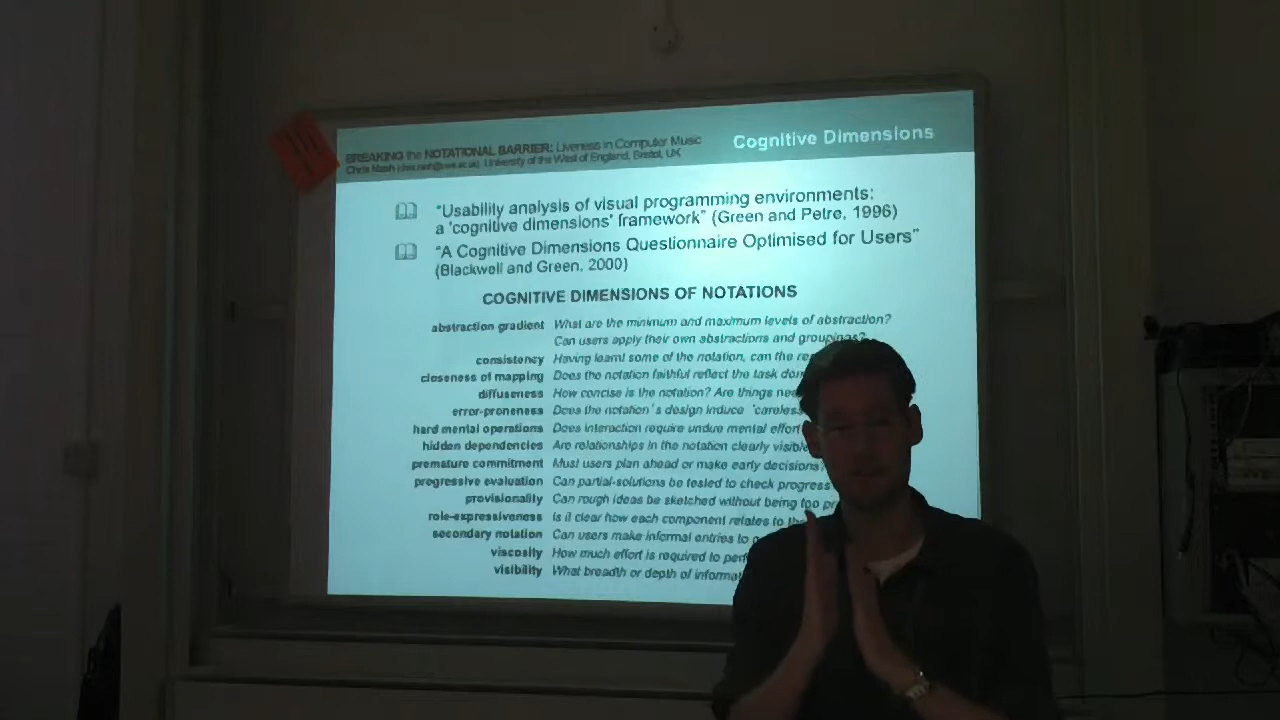 BREAKING the NOTATIONAL BARRIER: Liveness in Computer Music
Chris Nash (chris.nash@uwe.ac.uk) University of the West of England, Bristol, UK
Cognitive Dimensions
"Usability analysis of visual programming environments:
a 'cognitive dimensions' framework" (Green and Petre, 1996)
"A Cognitive Dimensions Questionnaire Optimised for Users"
(Blackwell and Green, 2000)
COGNITIVE DIMENSIONS OF NOTATIONS
abstraction gradient What are the minimum and maximum levels of abstraction?
Can users apply their own abstractions and groupings?
consistency Having learnt some of the notation, can the
closeness of mapping Does the notation faithful reflect the task
diffuseness How concise is the notation? Are things
error-proneness Does the notation's design induce 'careless
hard mental operations Does interaction require undue mental effort
hidden dependencies Are relationships in the notation clearly visible
premature commitment Must users plan ahead or make early decisions?
progressive evaluation Can partial-solutions be tested to check progress
provisionality Can rough ideas be sketched without being too
role-expressiveness Is it clear how each component relates to
secondary notation Can users make informal entries to
viscosity How much effort is required to
visibility What breadth or depth of